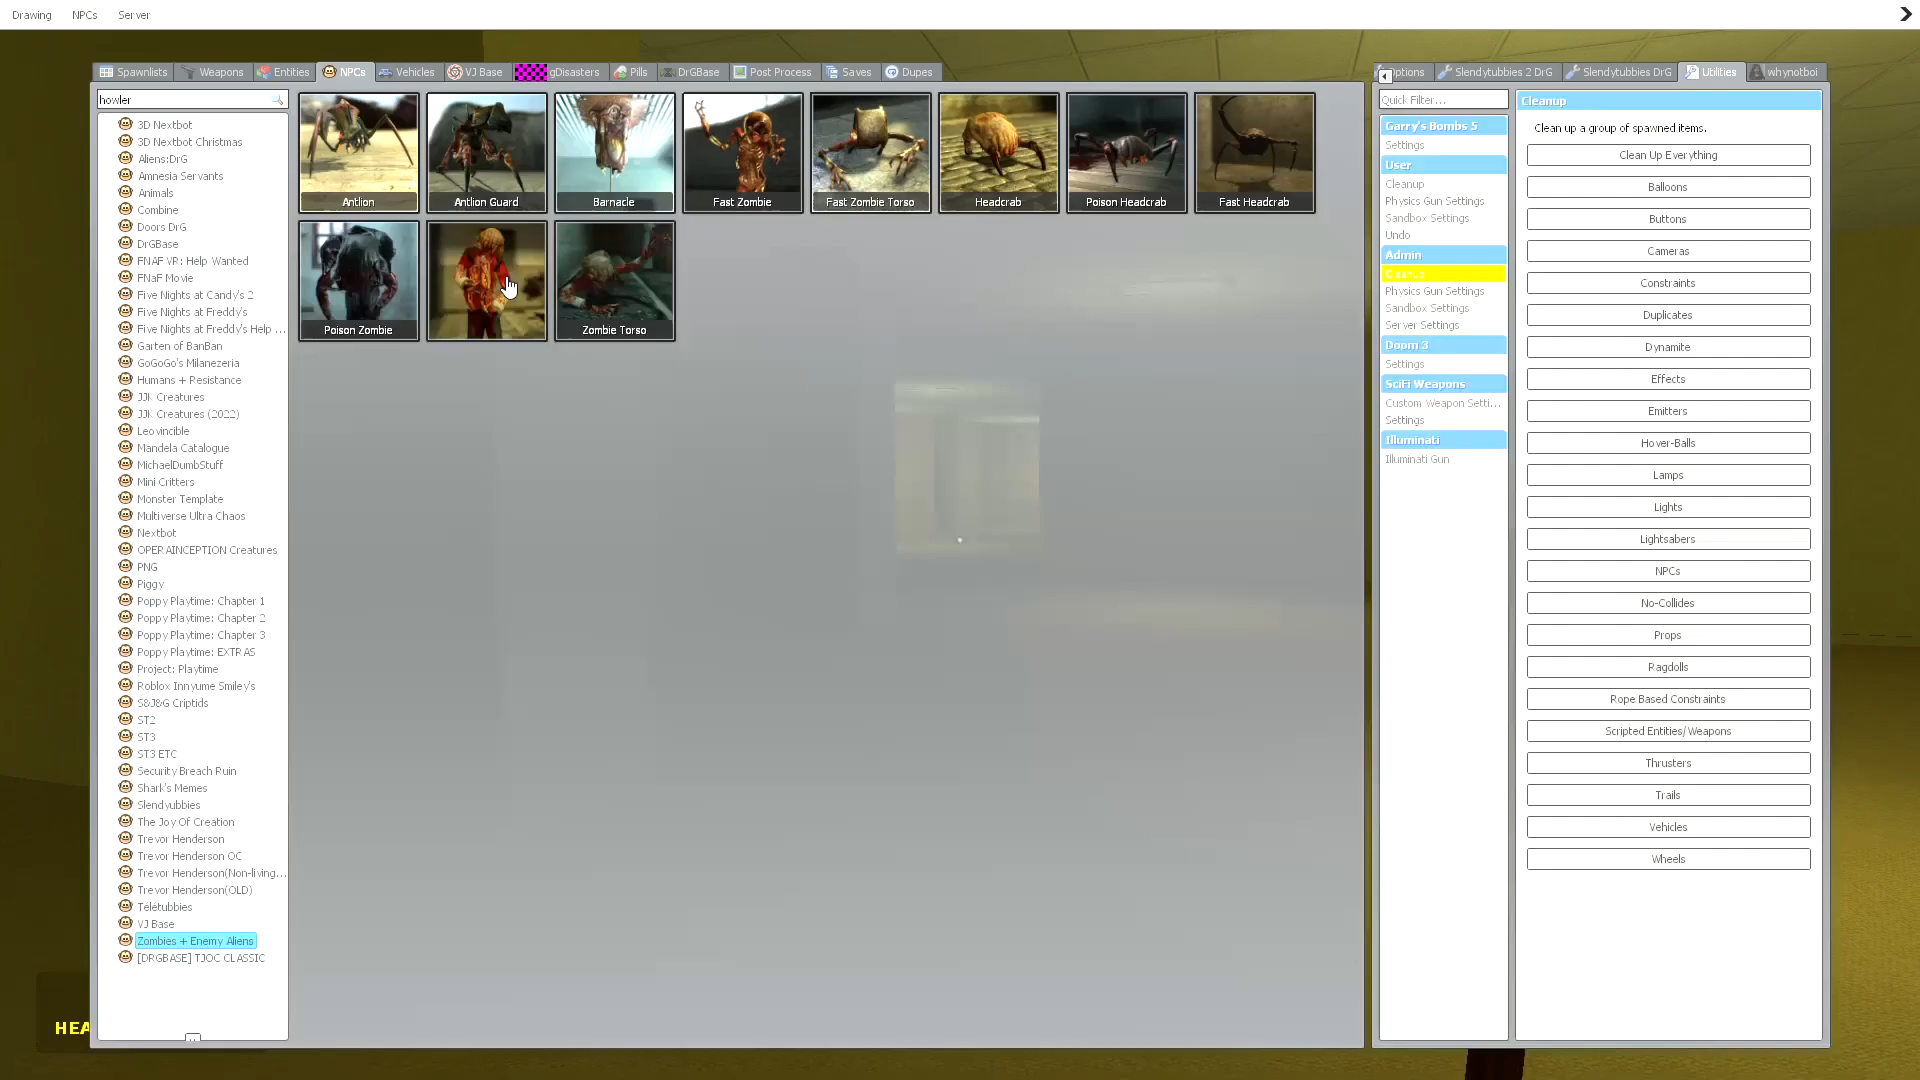 Drawing NPCs Server
Spawnlists Weapons Entities NPCs Vehicles VJ Base gDisasters Pills DrGBase Post Process Saves Dupes
howler
3D Nextbot
3D Nextbot Christmas
Aliens:DrG
Amnesia Servants
Animals
Combine
Doors DrG
DrGBase
FNAF VR: Help Wanted
FNaF Movie
Five Nights at Candy's 2
Five Nights at Freddy's
Five Nights at Freddy's Help ...
Garten of BanBan
GoGoGo's Milanezeria
Humans + Resistance
JJK Creatures
JJK Creatures (2022)
Leovincible
Mandela Catalogue
MichaelDumbStuff
Mini Critters
Monster Template
Multiverse Ultra Chaos
Nextbot
OPERAINCEPTION Creatures
PNG
Piggy
Poppy Playtime: Chapter 1
Poppy Playtime: Chapter 2
Poppy Playtime: Chapter 3
Poppy Playtime: EXTRAS
Project: Playtime
Roblox Innyume Smiley's
S&J&G Criptids
ST2
ST3
ST3 ETC
Security Breach Ruin
Shark's Memes
Slendyubbies
The Joy Of Creation
Trevor Henderson
Trevor Henderson OC
Trevor Henderson(Non-living...
Trevor Henderson(OLD)
Télétubbies
VJ Base
Zombies + Enemy Aliens
[DRGBASE] TJOC CLASSIC
HEA
Antlion Antlion Guard Barnacle Fast Zombie Fast Zombie Torso Headcrab Poison Headcrab Fast Headcrab
Poison Zombie Zombie Torso
Options Slendytubbies 2 DrG Slendytubbies DrG Utilities whynotboi
Quick Filter...
Garry's Bombs 5
Settings
User
Cleanup
Physics Gun Settings
Sandbox Settings
Undo
Admin
Physics Gun Settings
Sandbox Settings
Server Settings
Doom 3
Settings
SciFi Weapons
Custom Weapon Setti...
Settings
Illuminati
Illuminati Gun
Cleanup
Clean up a group of spawned items.
Clean Up Everything
Balloons
Buttons
Cameras
Constraints
Duplicates
Dynamite
Effects
Emitters
Hover-Balls
Lamps
Lights
Lightsabers
NPCs
No-Collides
Props
Ragdolls
Rope Based Constraints
Scripted Entities/Weapons
Thrusters
Trails
Vehicles
Wheels